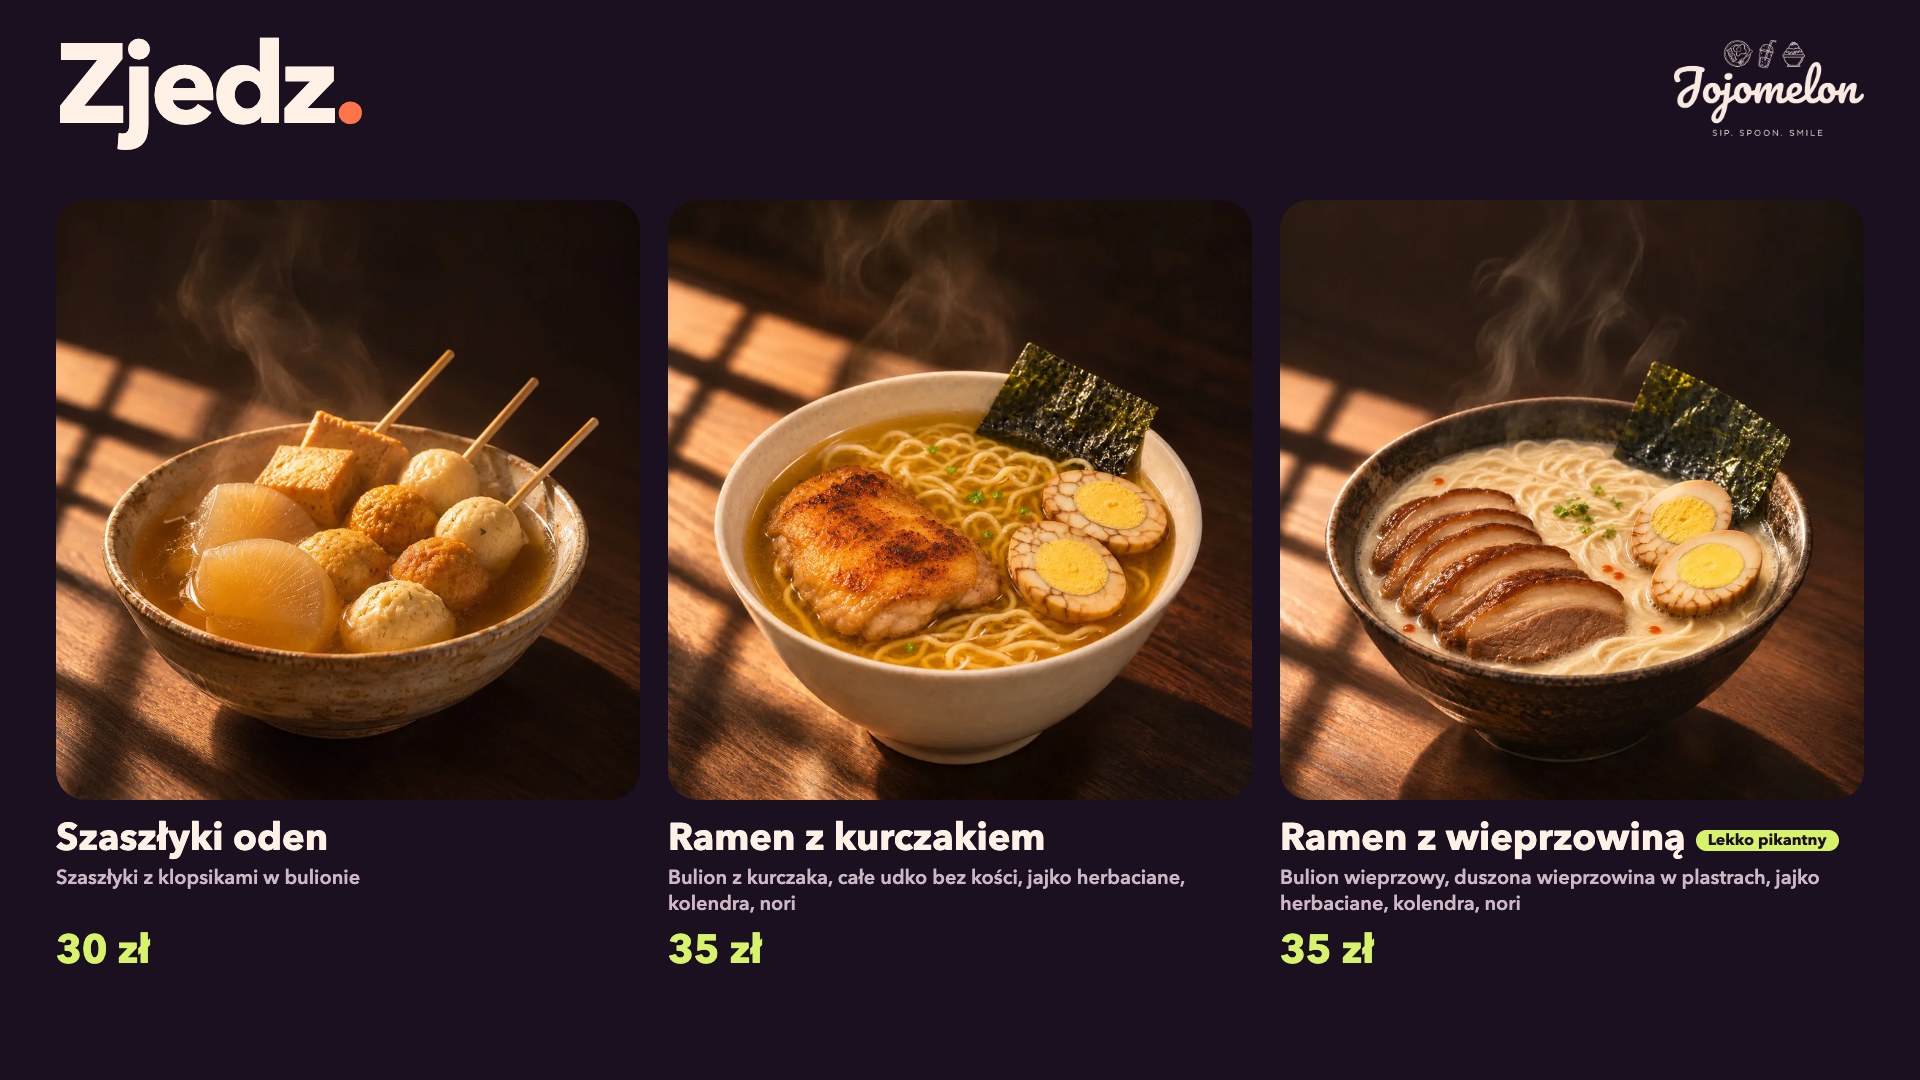 Zjedz.
Jojomelon
SIP. SPOON. SMILE
Szaszłyki oden
Szaszłyki z klopsikami w bulionie
30 zł
Ramen z kurczakiem
Bulion z kurczaka, całe udko bez kości, jajko herbaciane,
kolendra, nori
35 zł
Ramen z wieprzowiną
Lekko pikantny
Bulion wieprzowy, duszona wieprzowina w plastrach, jajko
herbaciane, kolendra, nori
35 zł